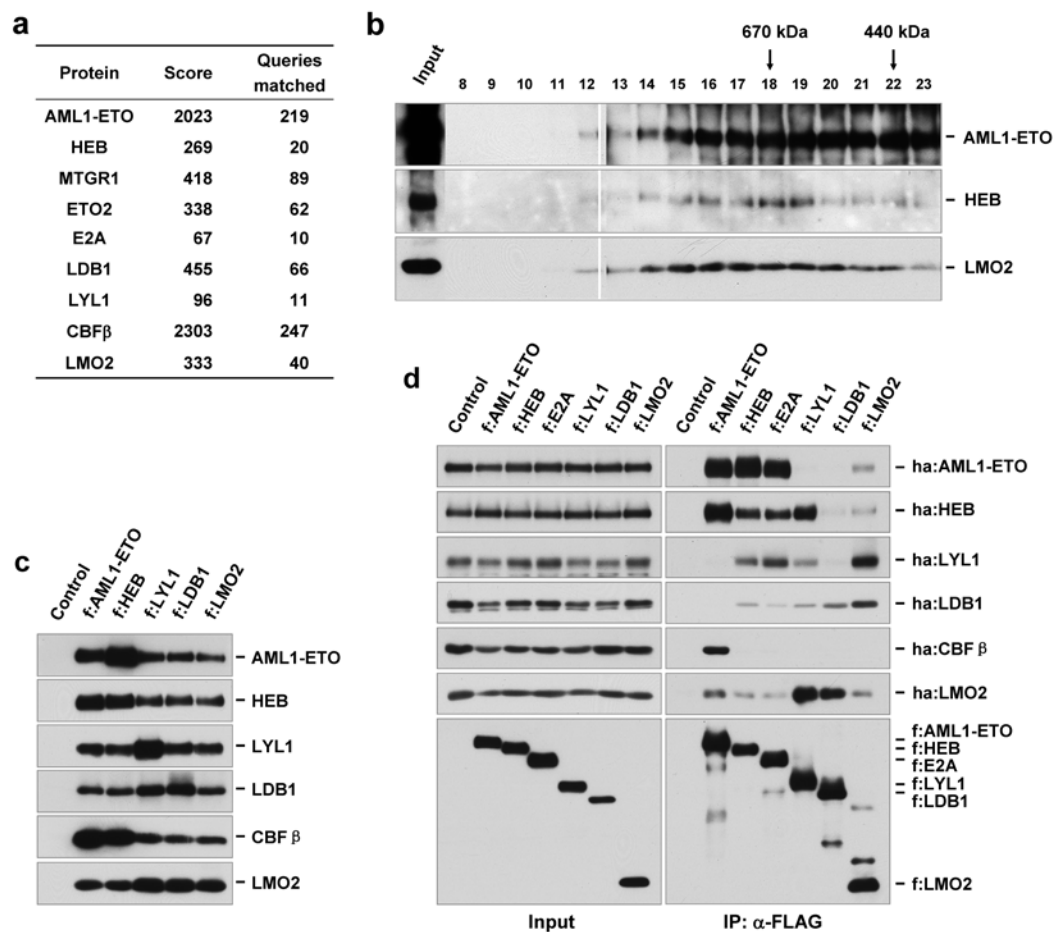 a
Protein Score Queries matched
AML1-ETO 2023 219
HEB 269 20
MTGR1 418 89
ETO2 338 62
E2A 67 10
LDB1 455 66
LYL1 96 11
CBFβ 2303 247
LMO2 333 40
b
670 kDa 440 kDa
Input 8 9 10 11 12 13 14 15 16 17 18 19 20 21 22 23
AML1-ETO
HEB
LMO2
c
Control f:AML1-ETO f:HEB f:LYL1 f:LDB1 f:LMO2
AML1-ETO
HEB
LYL1
LDB1
CBF β
LMO2
d
Control f:AML1-ETO f:HEB f:E2A f:LYL1 f:LDB1 f:LMO2 Control f:AML1-ETO f:HEB f:E2A f:LYL1 f:LDB1 f:LMO2
ha:AML1-ETO
ha:HEB
ha:LYL1
ha:LDB1
ha:CBF β
ha:LMO2
f:AML1-ETO
f:HEB
f:E2A
f:LYL1
f:LDB1
f:LMO2
Input IP: α-FLAG